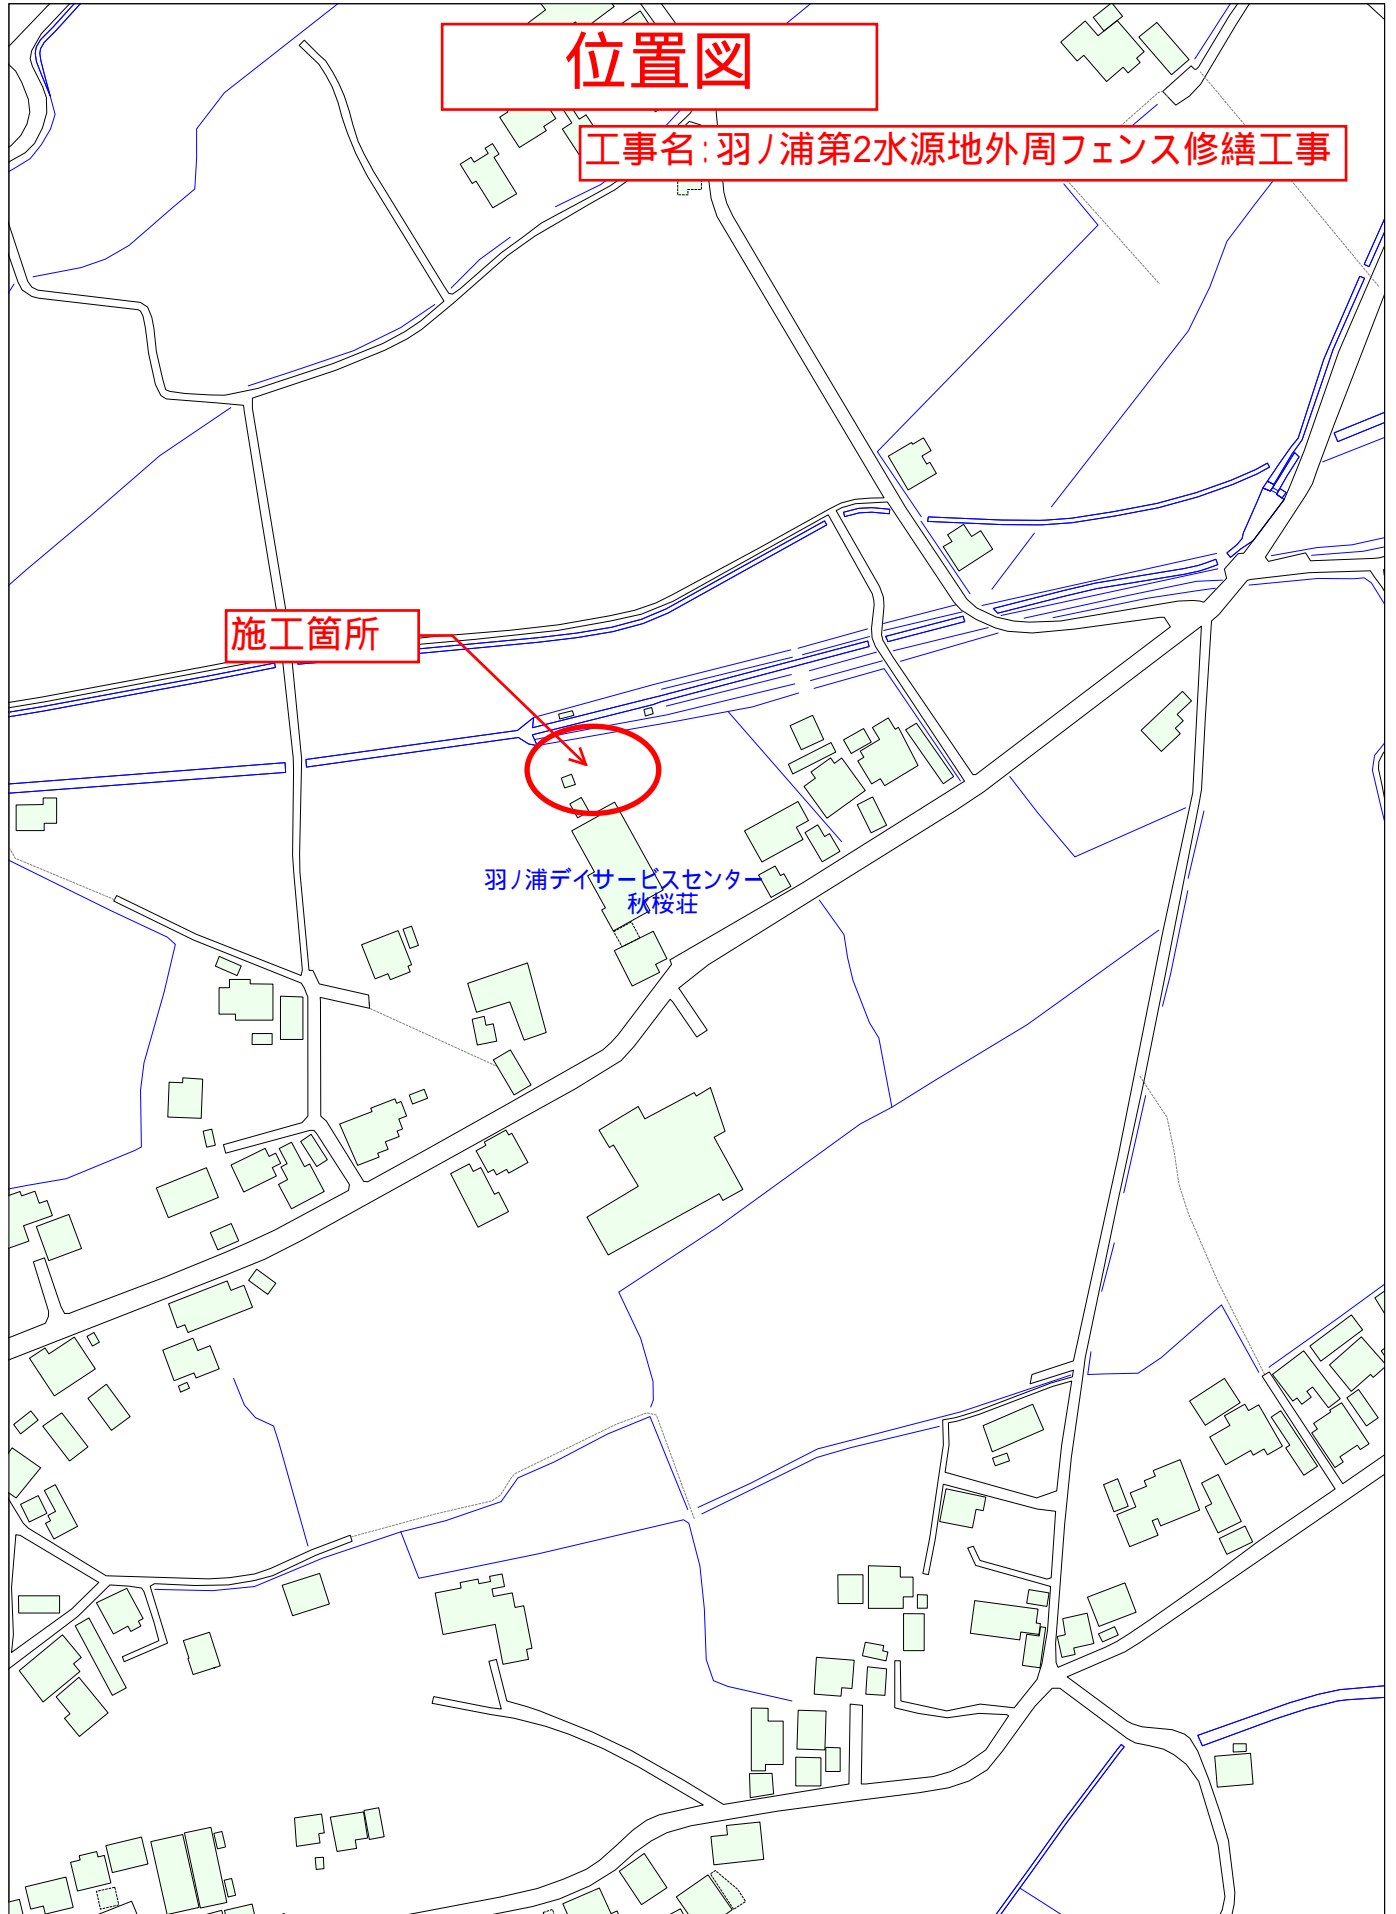 位置図
工事名：羽ノ浦第2水源地外周フェンス修繕工事
施工箇所
羽ノ浦デイサービスセンター
秋桜荘